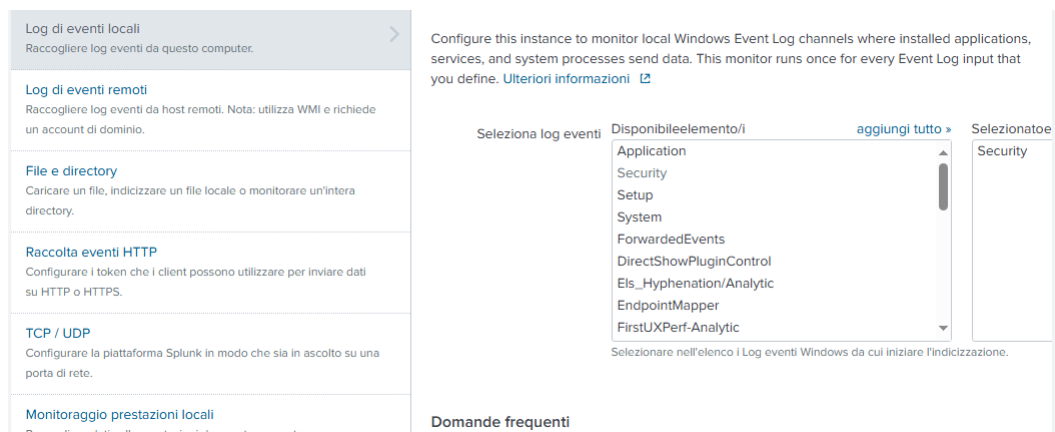 Log di eventi locali
Raccogliere log eventi da questo computer.
Log di eventi remoti
Raccogliere log eventi da host remoti. Nota: utilizza WMI e richiede
un account di dominio.
File e directory
Caricare un file, indicizzare un file locale o monitorare un'intera
directory.
Raccolta eventi HTTP
Configurare i token che i client possono utilizzare per inviare dati
su HTTP o HTTPS.
TCP / UDP
Configurare la piattaforma Splunk in modo che sia in ascolto su una
porta di rete.
Monitoraggio prestazioni locali
Configure this instance to monitor local Windows Event Log channels where installed applications,
services, and system processes send data. This monitor runs once for every Event Log input that
you define. Ulteriori informazioni
Seleziona log eventi
Disponibileelemento/i
aggiungi tutto »
Application
Security
Setup
System
ForwardedEvents
DirectShowPluginControl
Els_Hyphenation/Analytic
EndpointMapper
FirstUXPerf-Analytic
Selezionatoe
Security
Selezionare nell'elenco i Log eventi Windows da cui iniziare l'indicizzazione.
Domande frequenti